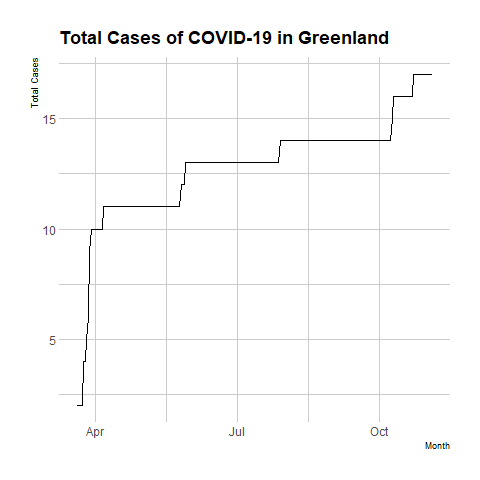 Total Cases of COVID-19 in Greenland
Total Cases
15
10
5
Apr Jul Oct
Month